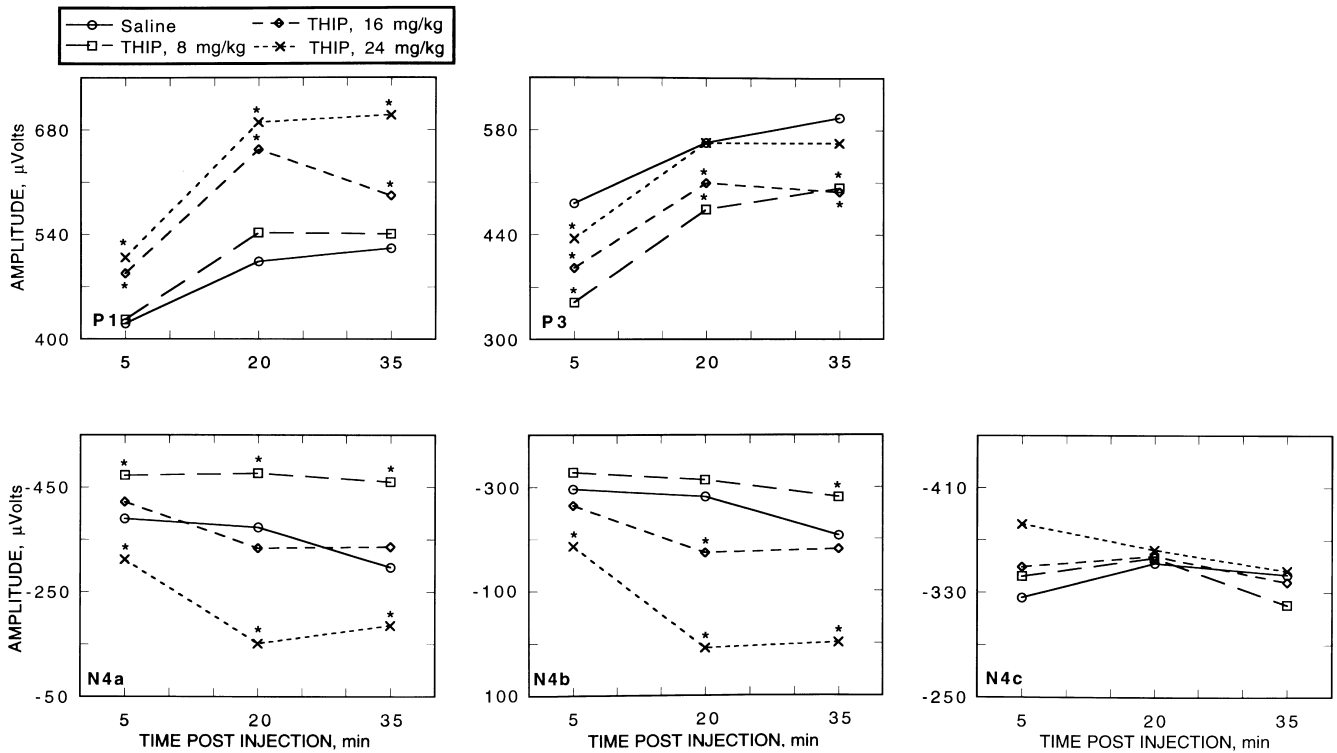 Saline THIP, 16 mg/kg
THIP, 8 mg/kg THIP, 24 mg/kg
AMPLITUDE, µVolts
680
540
400
P1
5 20 35
580
440
300
P3
5 20 35
AMPLITUDE, µVolts
-450
-250
-50
N4a
5 20 35
TIME POST INJECTION, min
-300
-100
100
N4b
5 20 35
TIME POST INJECTION, min
-410
-330
-250
N4c
5 20 35
TIME POST INJECTION, min